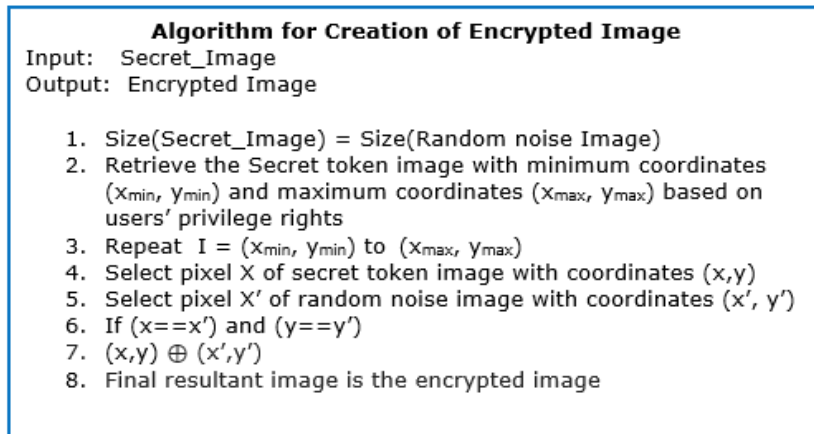 Algorithm for Creation of Encrypted Image
Input: Secret_Image
Output: Encrypted Image
1. Size(Secret_Image) = Size(Random noise Image)
2. Retrieve the Secret token image with minimum coordinates
(xmin, ymin) and maximum coordinates (xmax, ymax) based on
users' privilege rights
3. Repeat I = (xmin, ymin) to (xmax, ymax)
4. Select pixel X of secret token image with coordinates (x,y)
5. Select pixel X' of random noise image with coordinates (x', y')
6. If (x==x') and (y==y')
7. (x,y) ⊕ (x',y')
8. Final resultant image is the encrypted image